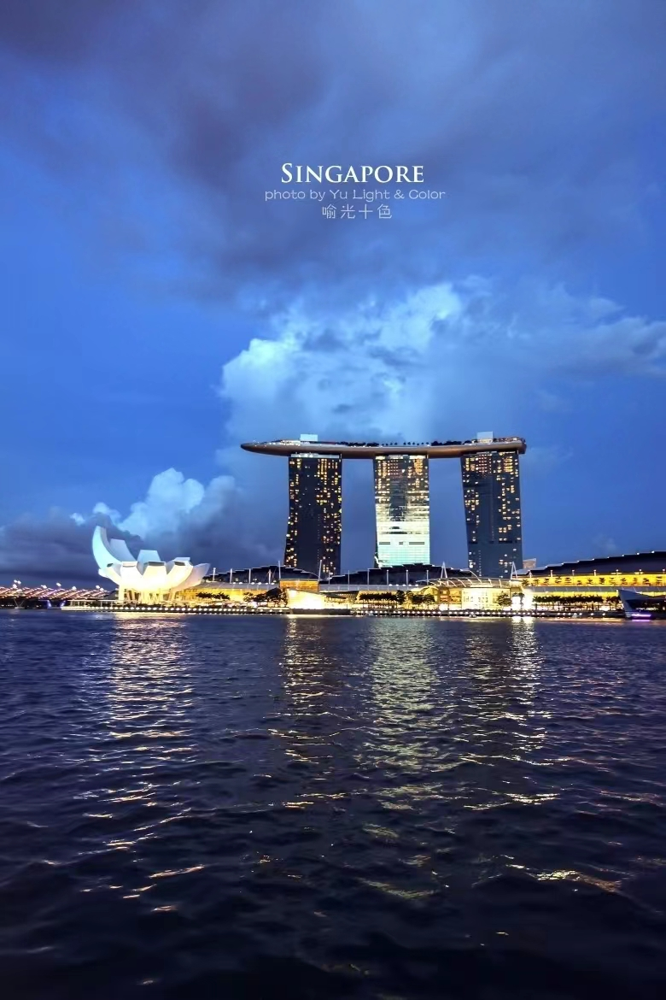 SINGAPORE
photo by Yu Light & Color
喻光十色